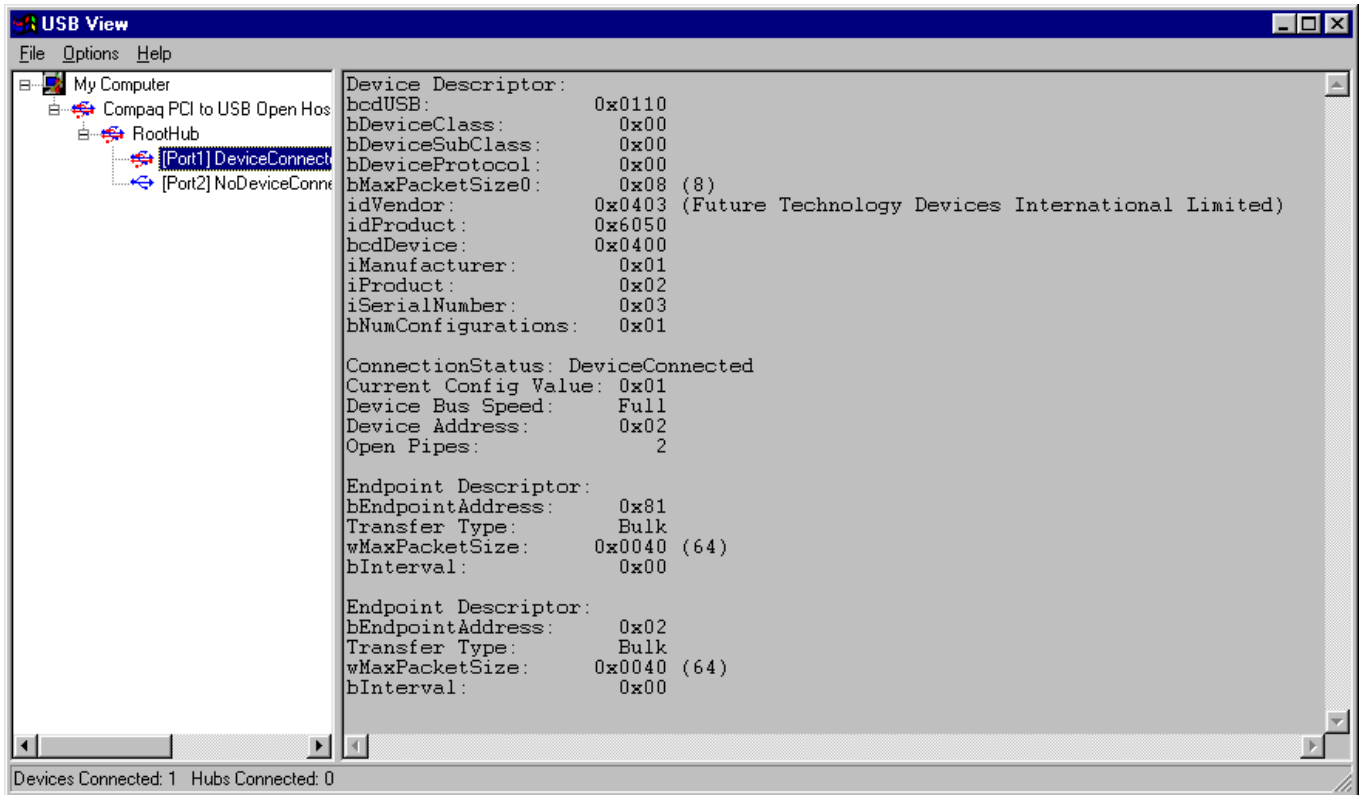 USB View
File Options Help
My Computer
Compaq PCI to USB Open Hos
RootHub
[Port1] DeviceConnect
[Port2] NoDeviceConne
Device Descriptor:
bcdUSB: 0x0110
bDeviceClass: 0x00
bDeviceSubClass: 0x00
bDeviceProtocol: 0x00
bMaxPacketSize0: 0x08 (8)
idVendor: 0x0403 (Future Technology Devices International Limited)
idProduct: 0x6050
bcdDevice: 0x0400
iManufacturer: 0x01
iProduct: 0x02
iSerialNumber: 0x03
bNumConfigurations: 0x01
ConnectionStatus: DeviceConnected
Current Config Value: 0x01
Device Bus Speed: Full
Device Address: 0x02
Open Pipes: 2
Endpoint Descriptor:
bEndpointAddress: 0x81
Transfer Type: Bulk
wMaxPacketSize: 0x0040 (64)
bInterval: 0x00
Endpoint Descriptor:
bEndpointAddress: 0x02
Transfer Type: Bulk
wMaxPacketSize: 0x0040 (64)
bInterval: 0x00
Devices Connected: 1 Hubs Connected: 0